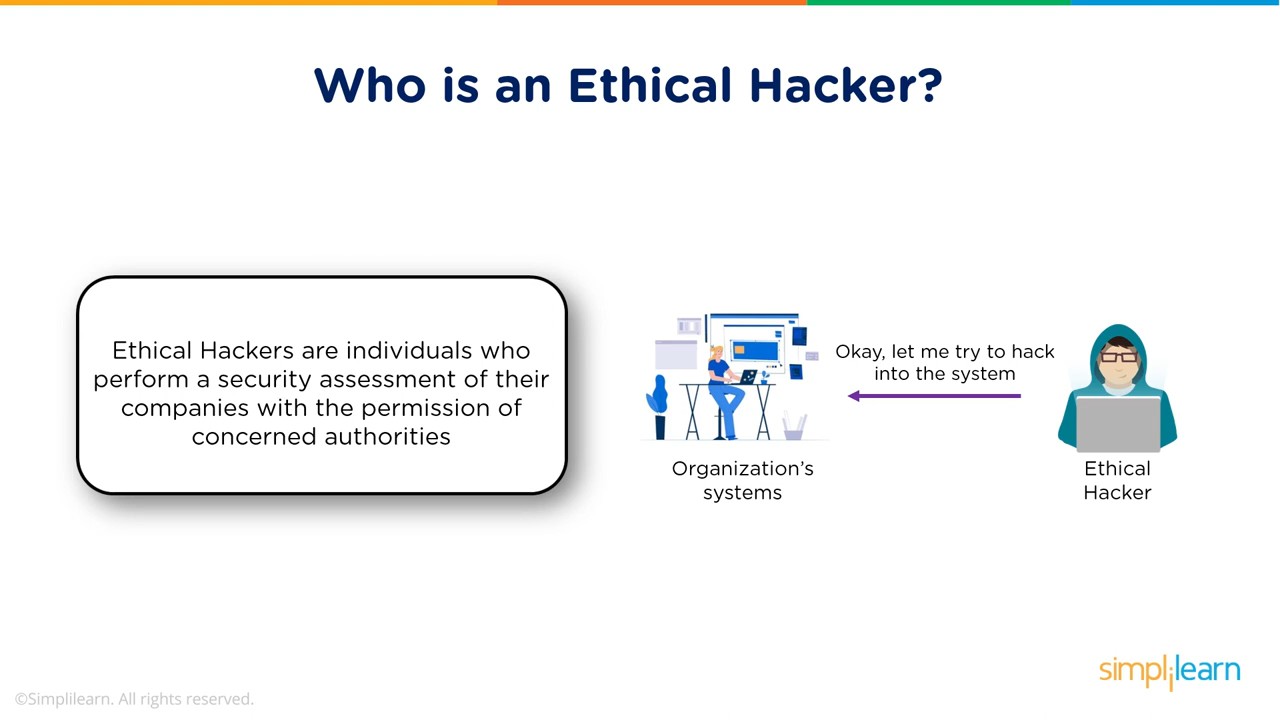 Who is an Ethical Hacker?
Ethical Hackers are individuals who
perform a security assessment of their
companies with the permission of
concerned authorities
Okay, let me try to hack
into the system
Organization’s
systems
Ethical
Hacker
simplilearn
©Simplilearn. All rights reserved.